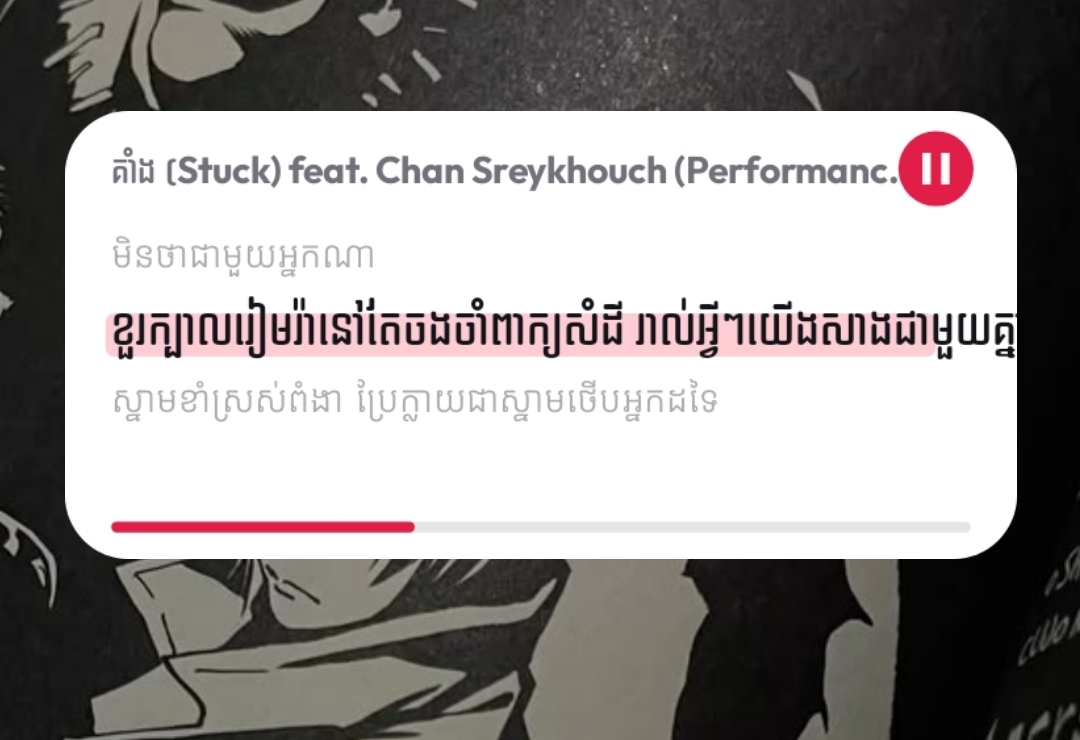 គាំង (Stuck) feat. Chan Sreykhouch (Performanc.
មិនថាជាមួយអ្នកណា
ខួរក្បាលរៀមរ៉ានៅតែចងចាំពាក្យសំដី រាល់អ្វីៗយើងសាងជាមួយគ្នា
ស្នាមខាំស្រស់ពំងា ប្រែក្លាយជាស្នាមថើបអ្នកដទៃ